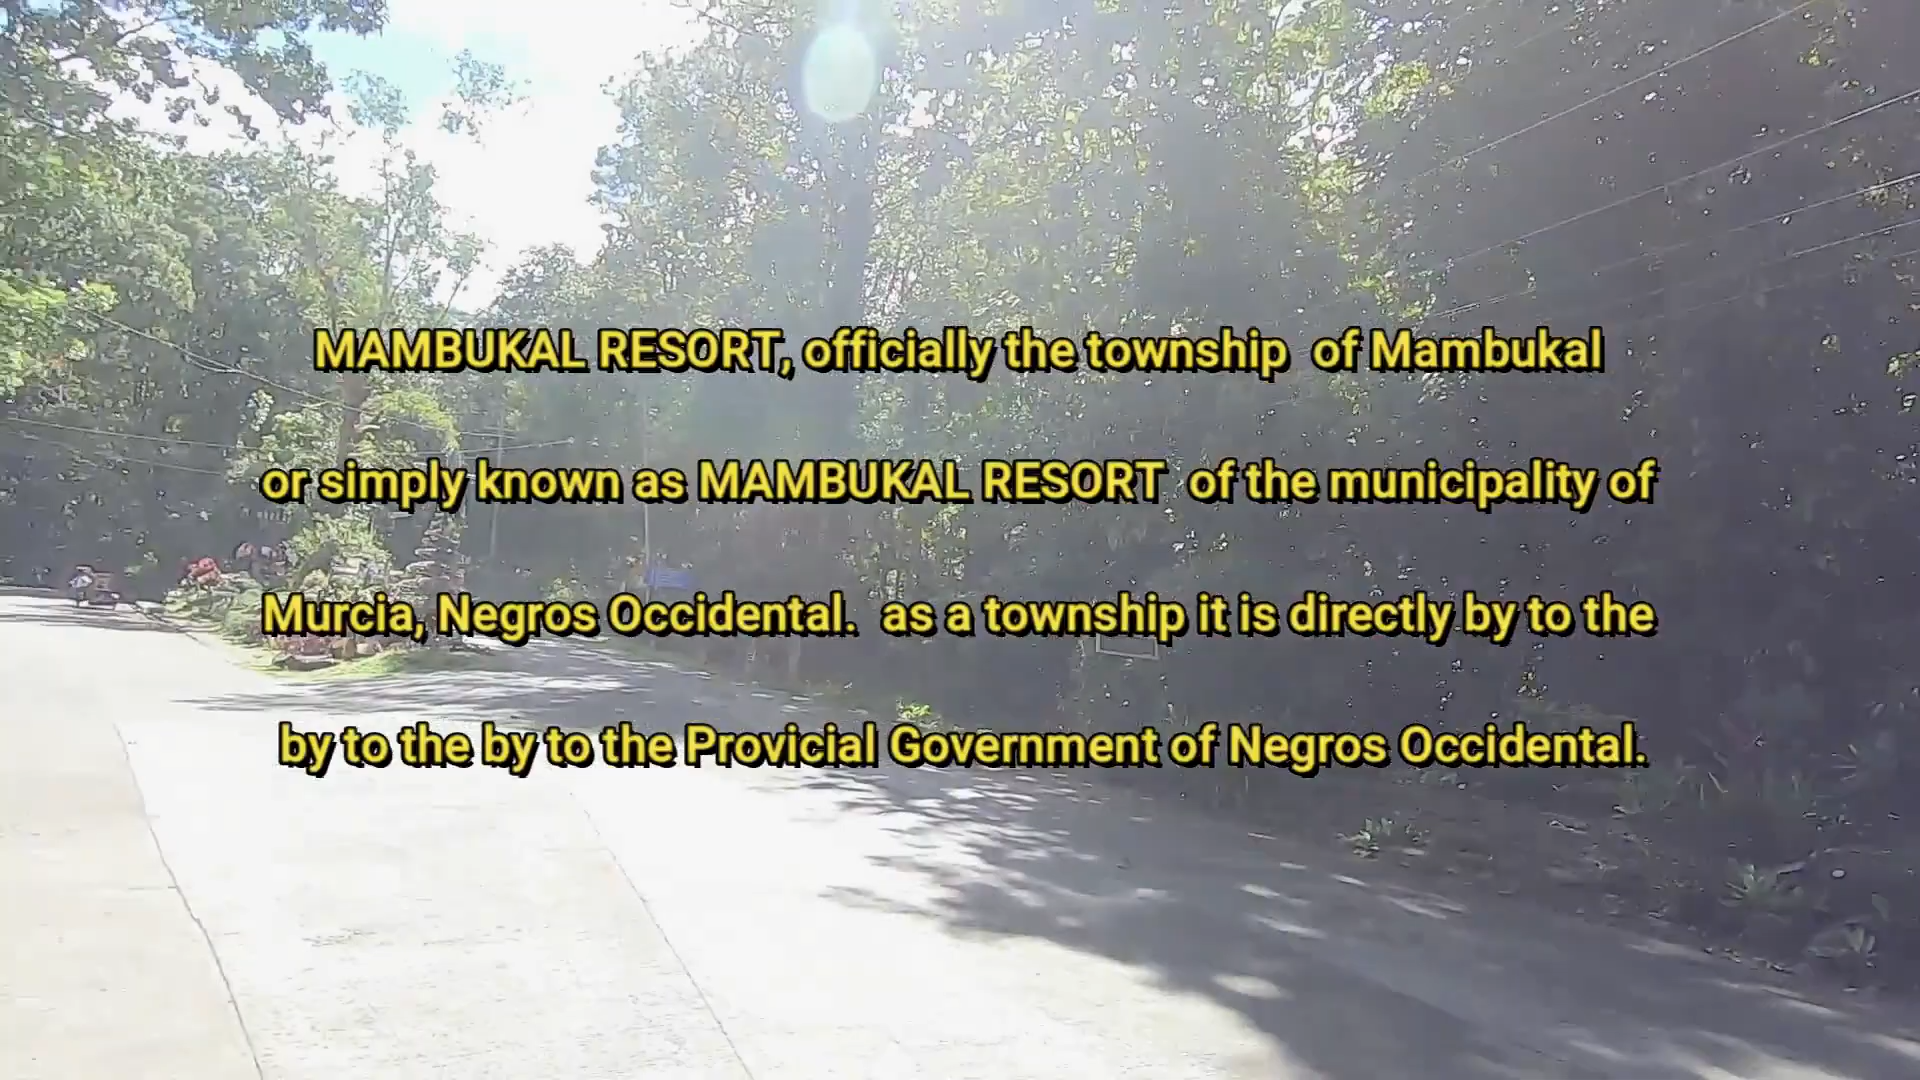 MAMBUKAL RESORT, officially the township of Mambukal
or simply known as MAMBUKAL RESORT of the municipality of
Murcia, Negros Occidental. as a township it is directly by to the
by to the by to the Provicial Government of Negros Occidental.